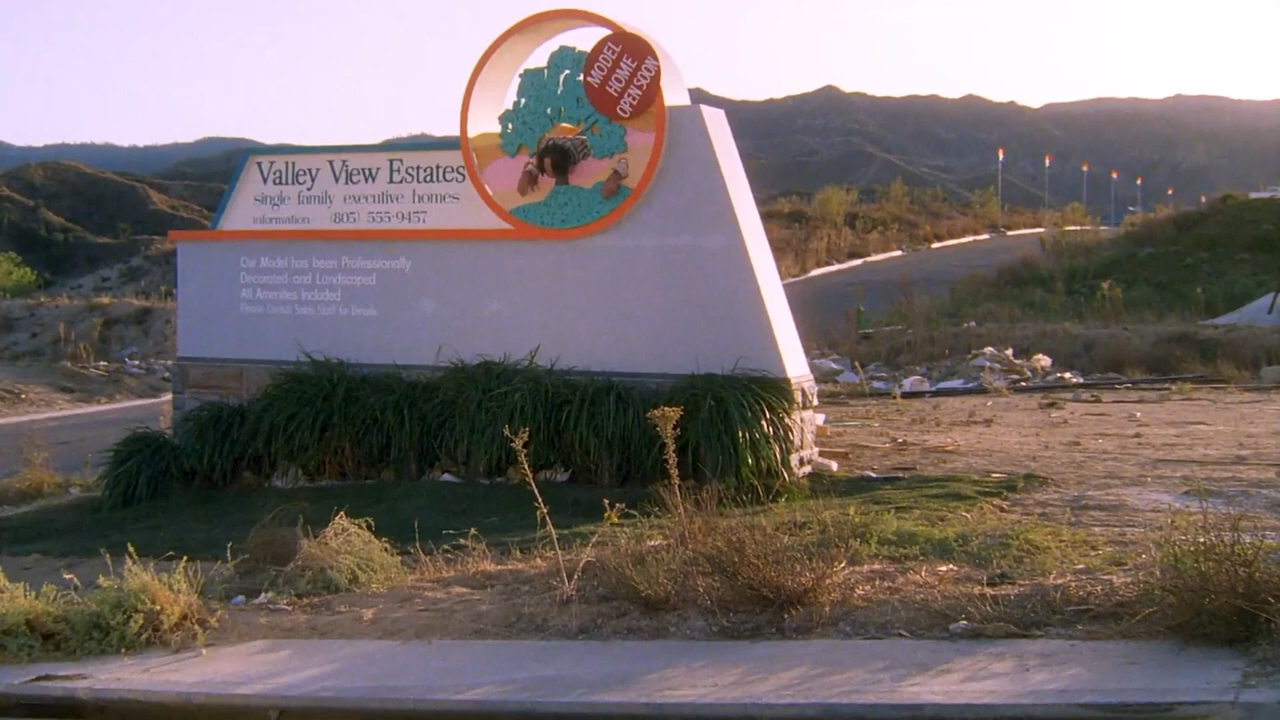 MODEL
HOME
OPEN SOON
Valley View Estates
single family executive homes
information: (805) 555-9457
Our Model has been Professionally
Decorated and Landscaped
All Amenites Included
Please Contact Sales Staff for Details